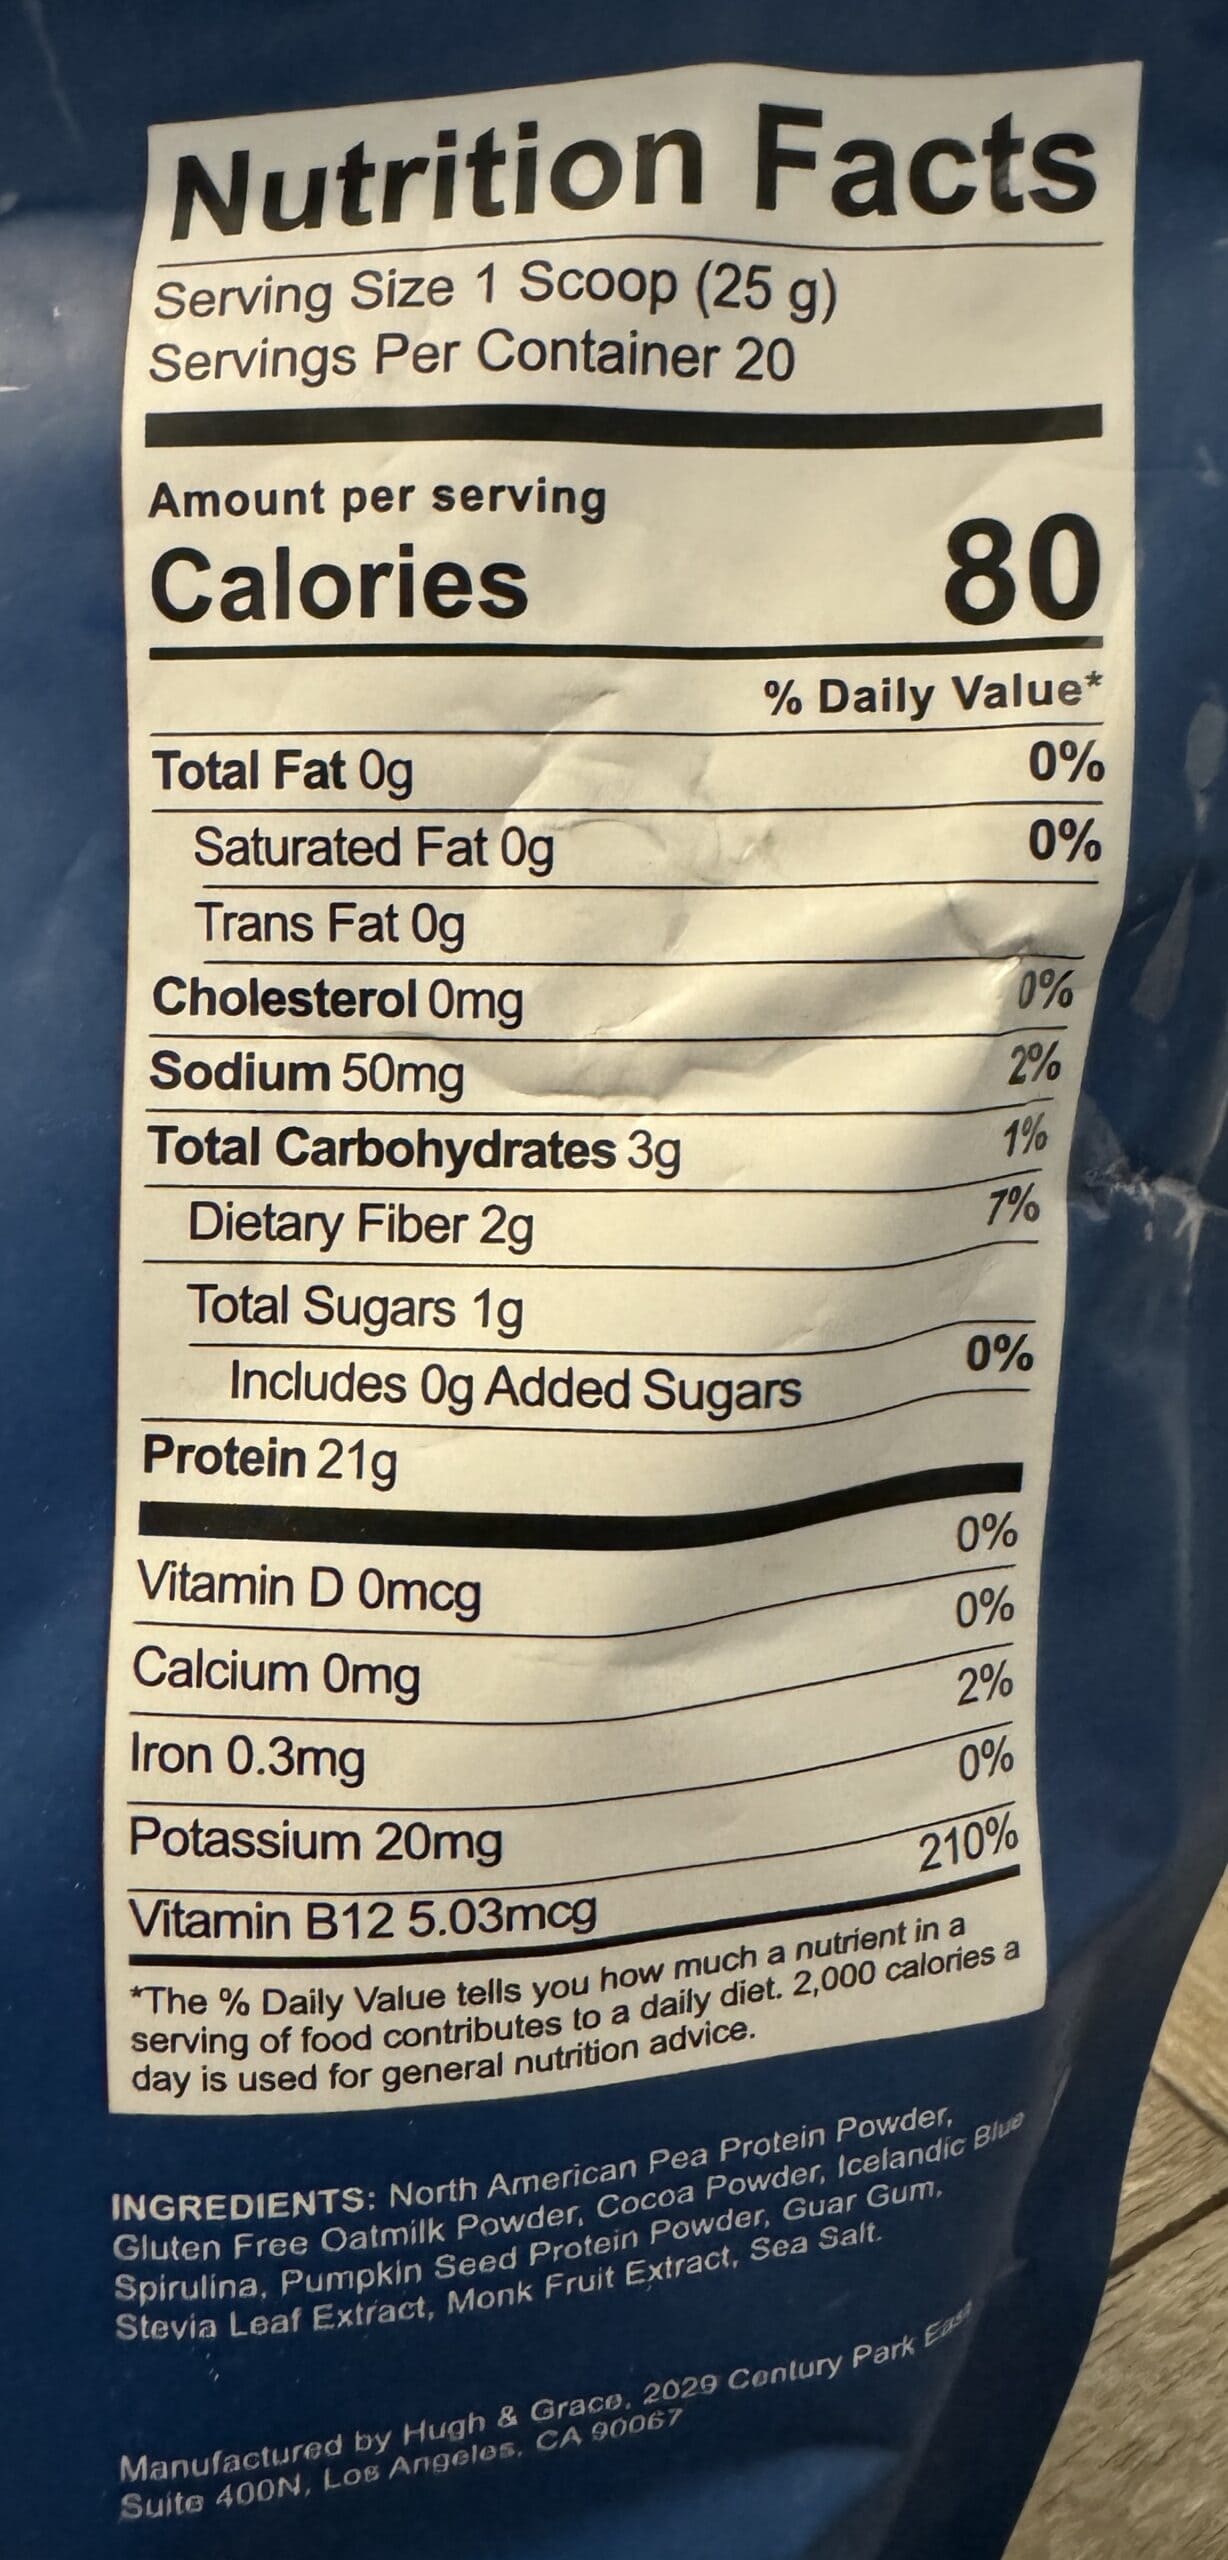 Nutrition Facts
Serving Size 1 Scoop (25 g)
Servings Per Container 20
Amount per serving
Calories 80
% Daily Value*
Total Fat 0g 0%
Saturated Fat 0g 0%
Trans Fat 0g
Cholesterol 0mg 0%
Sodium 50mg 2%
Total Carbohydrates 3g 1%
Dietary Fiber 2g 7%
Total Sugars 1g
Includes 0g Added Sugars 0%
Protein 21g
Vitamin D 0mcg 0%
Calcium 0mg 0%
Iron 0.3mg 2%
Potassium 20mg 0%
Vitamin B12 5.03mcg 210%
*The % Daily Value tells you how much a nutrient in a
serving of food contributes to a daily diet. 2,000 calories a
day is used for general nutrition advice.
INGREDIENTS: North American Pea Protein Powder,
Gluten Free Oatmilk Powder, Cocoa Powder, Icelandic Blue
Spirulina, Pumpkin Seed Protein Powder, Guar Gum,
Stevia Leaf Extract, Monk Fruit Extract, Sea Salt.
Manufactured by Hugh & Grace, 2029 Century Park East
Suite 400N, Los Angeles, CA 90067